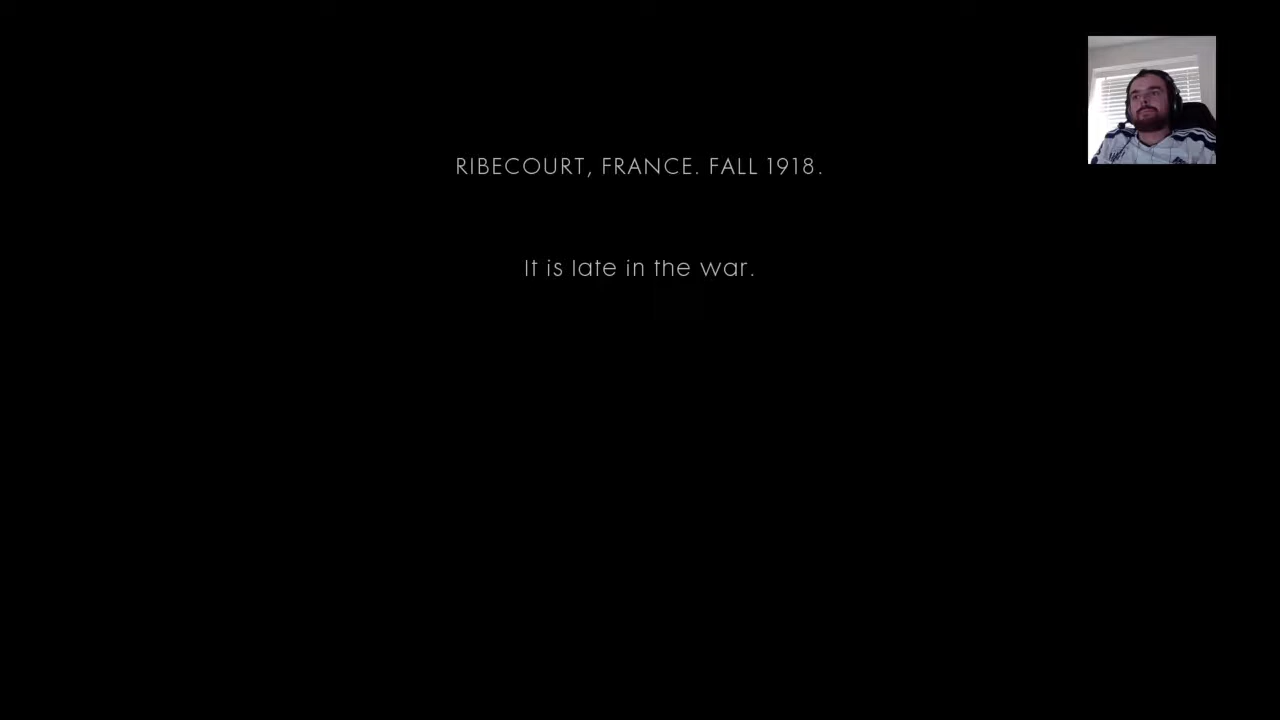 RIBECOURT, FRANCE. FALL 1918.
It is late in the war.